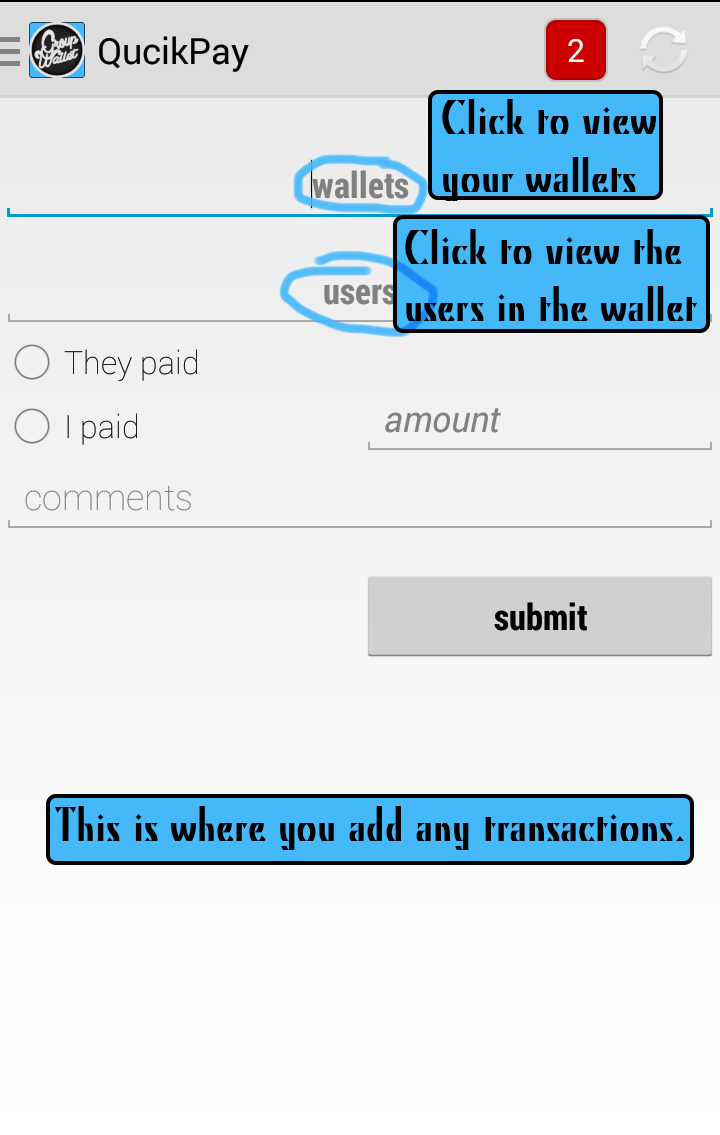 Group Wallet
QucikPay
2
Click to view
your wallets
wallets
Click to view the
users in the wallet
users
They paid
I paid
amount
comments
submit
This is where you add any transactions.